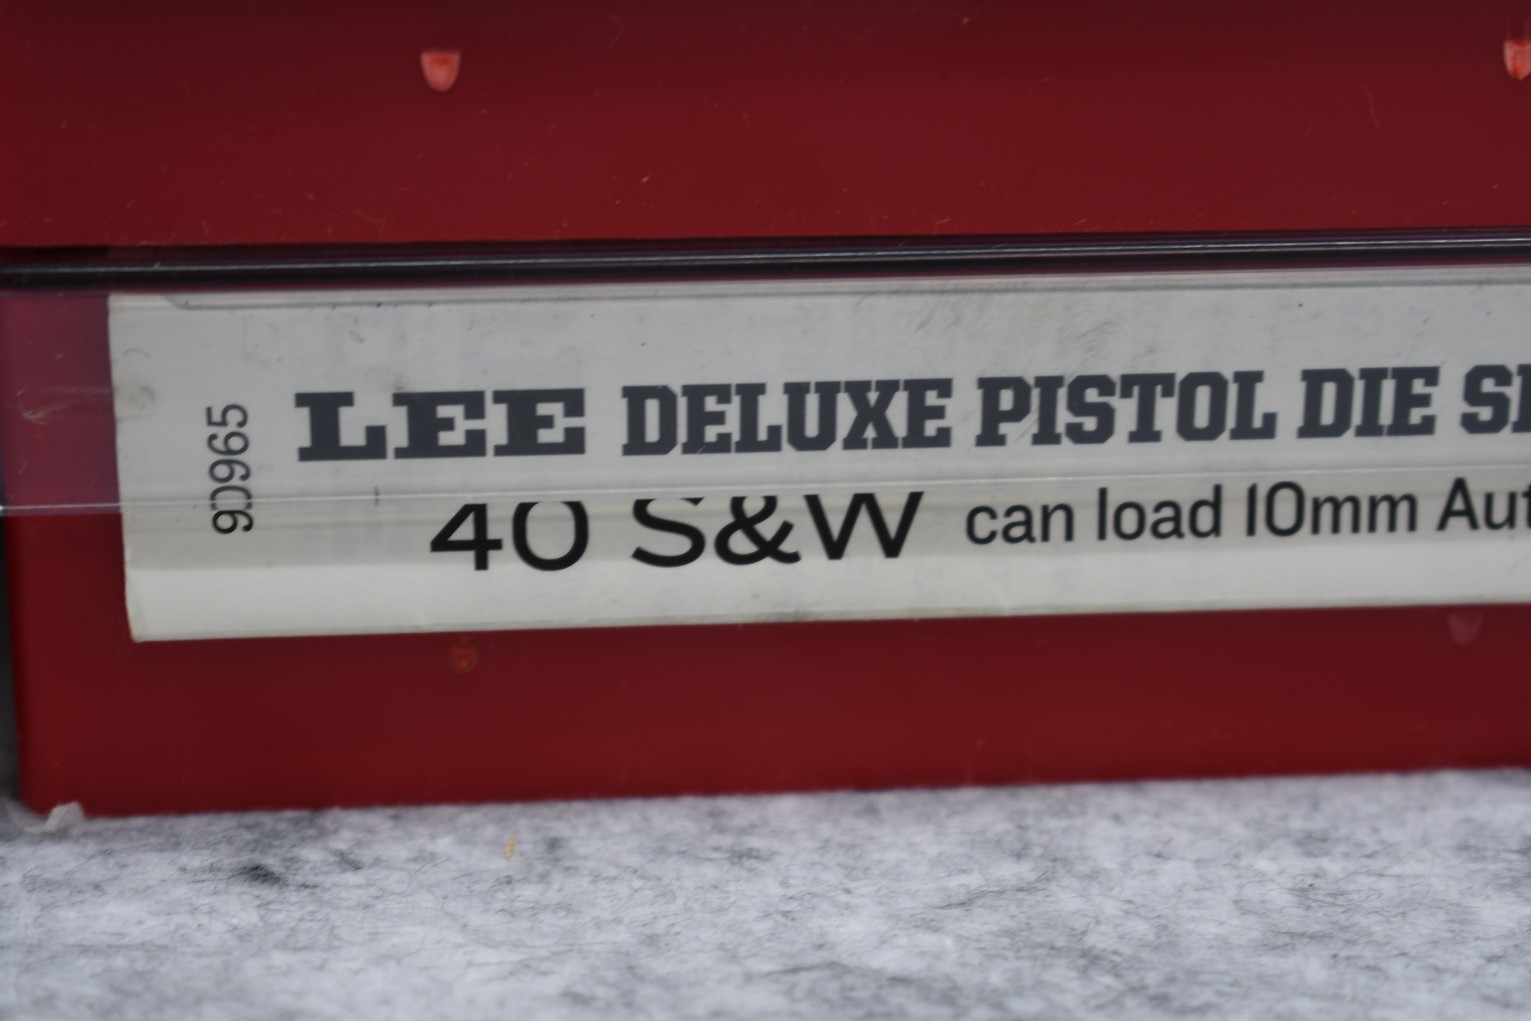 90965
LEE DELUXE PISTOL DIE
40 S&W can load 10mm